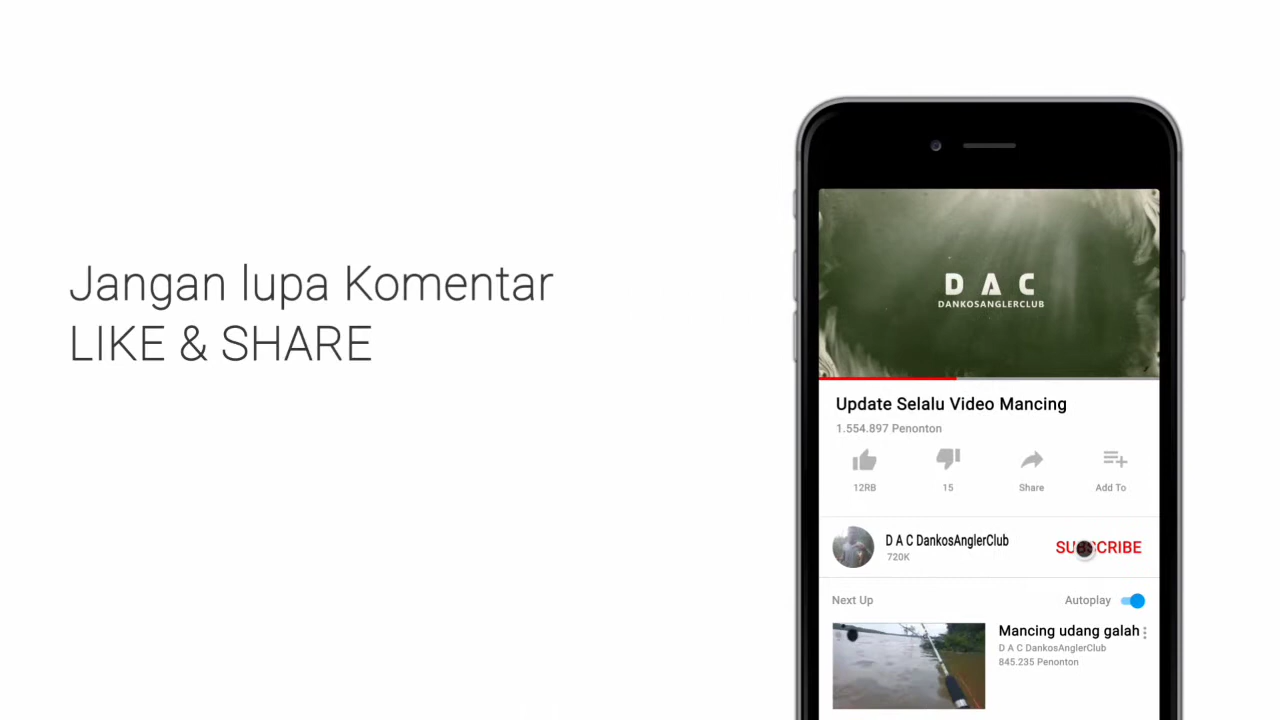 Jangan lupa Komentar
LIKE & SHARE
D A C
DANKOSANGLERCLUB
Update Selalu Video Mancing
1.554.897 Penonton
12RB
15
Share
Add To
D A C DankosAnglerClub
720K
SUBSCRIBE
Next Up
Autoplay
Mancing udang galah
D A C DankosAnglerClub
845.235 Penonton